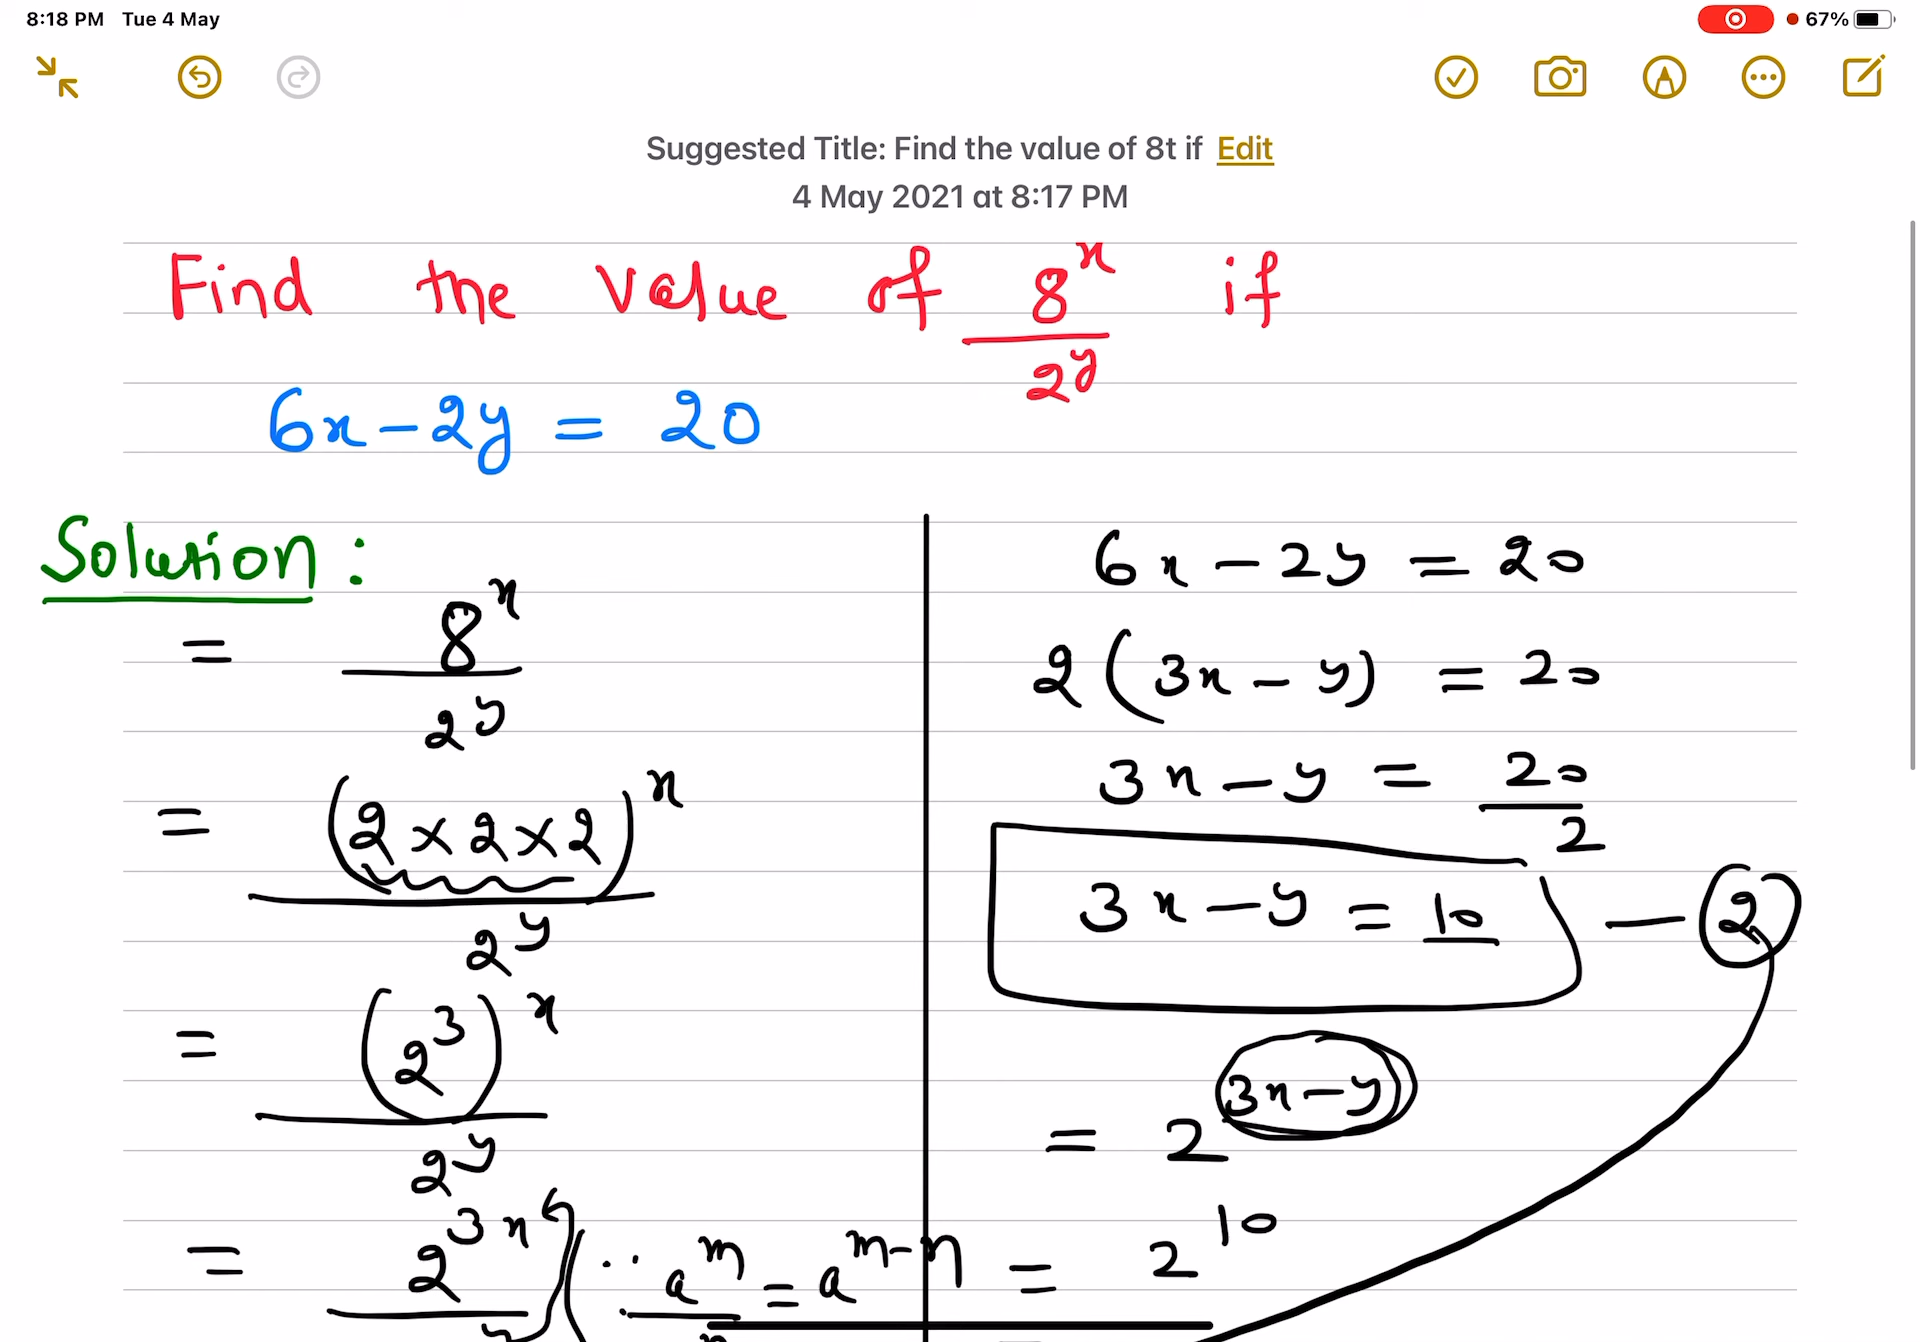 8:18 PM Tue 4 May
67%
Suggested Title: Find the value of 8t if Edit
4 May 2021 at 8:17 PM
Find the value of 8^x / 2^y if
6x - 2y = 20
Solution :
= 8^x / 2^y
= (2 × 2 × 2)^x / 2^y
= (2^3)^x / 2^y
= 2^3x
∵ a^m = a^m-n
6x - 2y = 20
2 (3x - y) = 20
3x - y = 20 / 2
3x - y = 10 — 2
= 2^(3x - y)
= 2^10